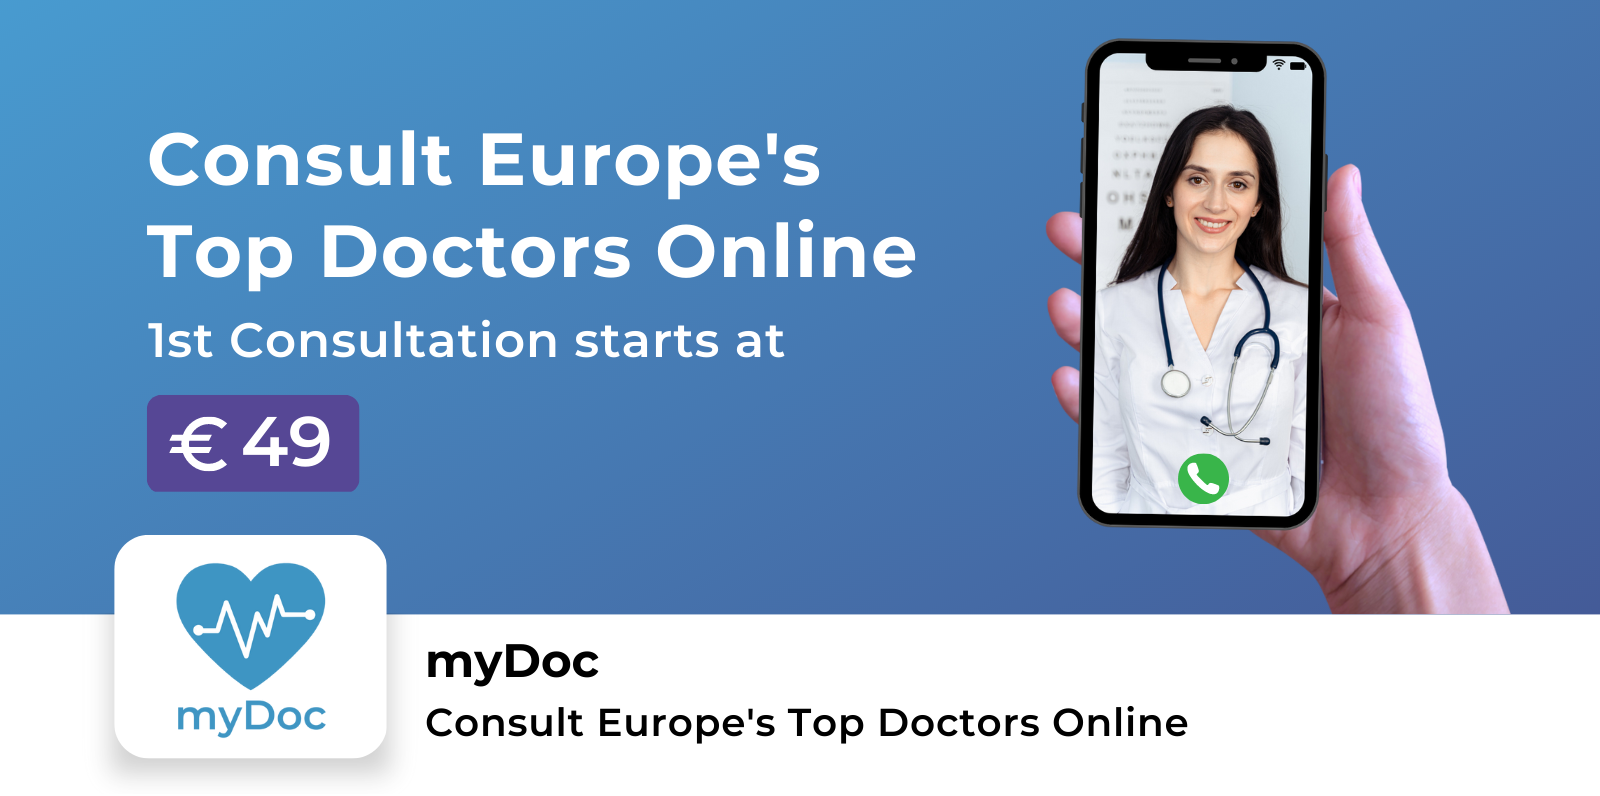 Consult Europe's
Top Doctors Online
1st Consultation starts at
€ 49
myDoc
myDoc
Consult Europe's Top Doctors Online